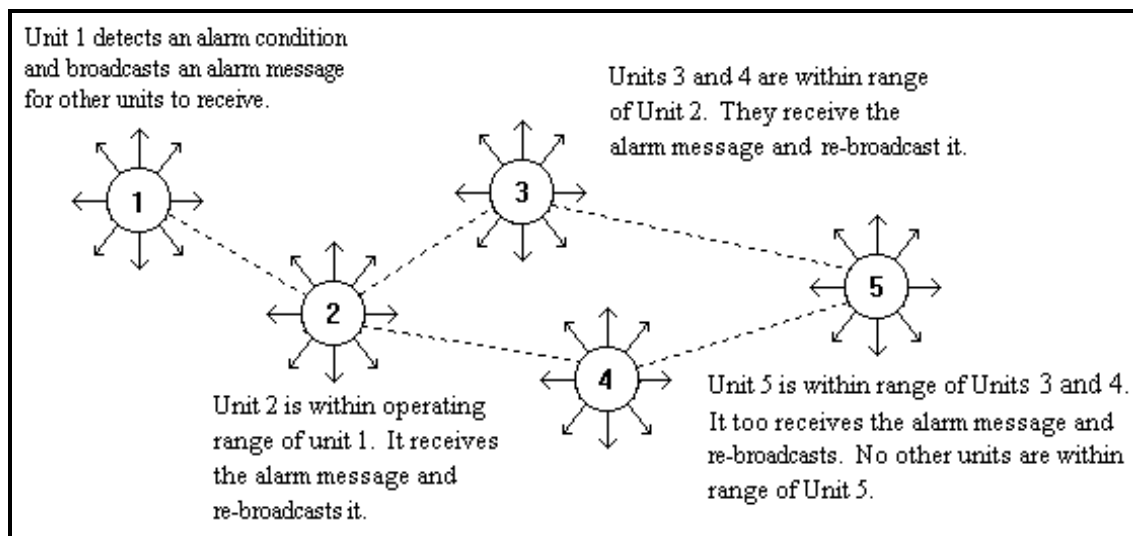 Unit 1 detects an alarm condition
and broadcasts an alarm message
for other units to receive.
Units 3 and 4 are within range
of Unit 2. They receive the
alarm message and re-broadcast it.
1
3
2
5
4
Unit 2 is within operating
range of unit 1. It receives
the alarm message and
re-broadcasts it.
Unit 5 is within range of Units 3 and 4.
It too receives the alarm message and
re-broadcasts. No other units are within
range of Unit 5.